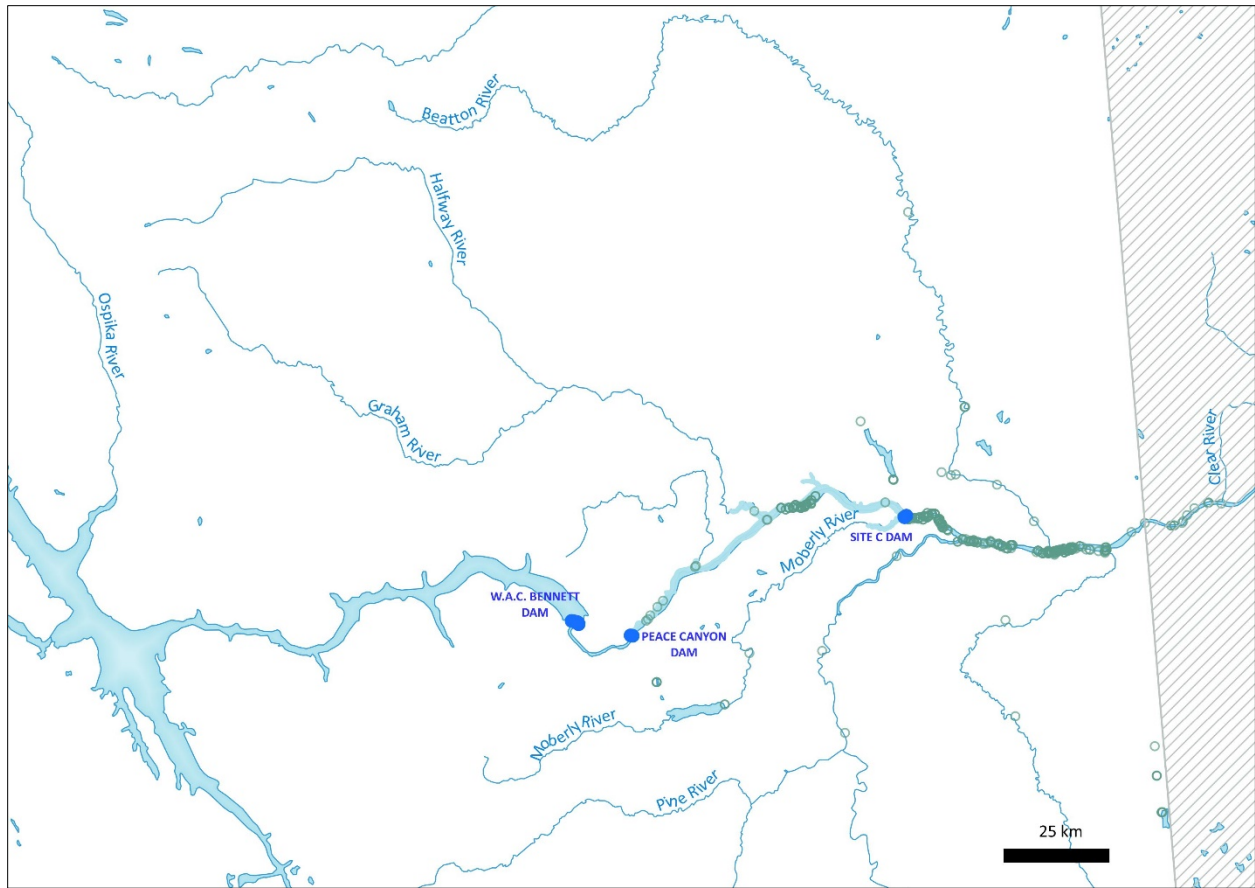 Beatton River
Halfway River
Ospika River
Graham River
Clear River
Moberly River
SITE C DAM
W.A.C. BENNETT
DAM
PEACE CANYON
DAM
Moberly River
Pine River
25 km